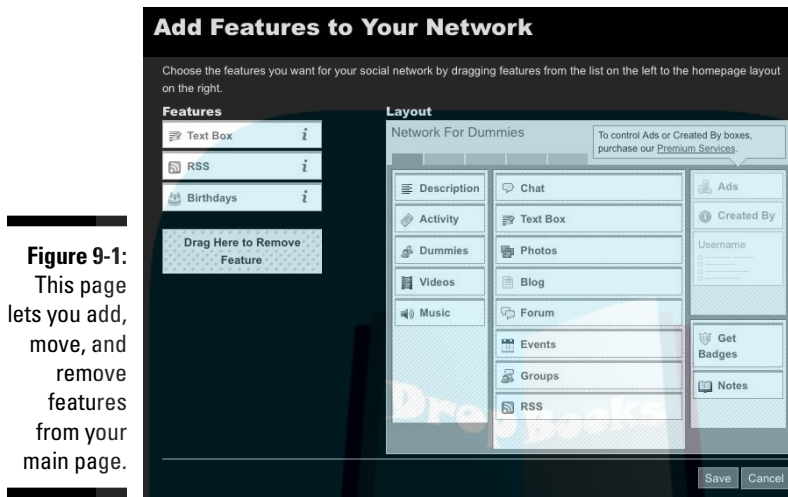 Add Features to Your Network
Choose the features you want for your social network by dragging features from the list on the left to the homepage layout
on the right.
Features
Text Box i
RSS i
Birthdays i
Drag Here to Remove
Feature
Layout
Network For Dummies
To control Ads or Created By boxes,
purchase our Premium Services.
Description
Activity
Dummies
Videos
Music
Chat
Text Box
Photos
Blog
Forum
Events
Groups
RSS
Ads
Created By
Username
Get
Badges
Notes
DropBooks
Save Cancel
Figure 9-1:
This page
lets you add,
move, and
remove
features
from your
main page.